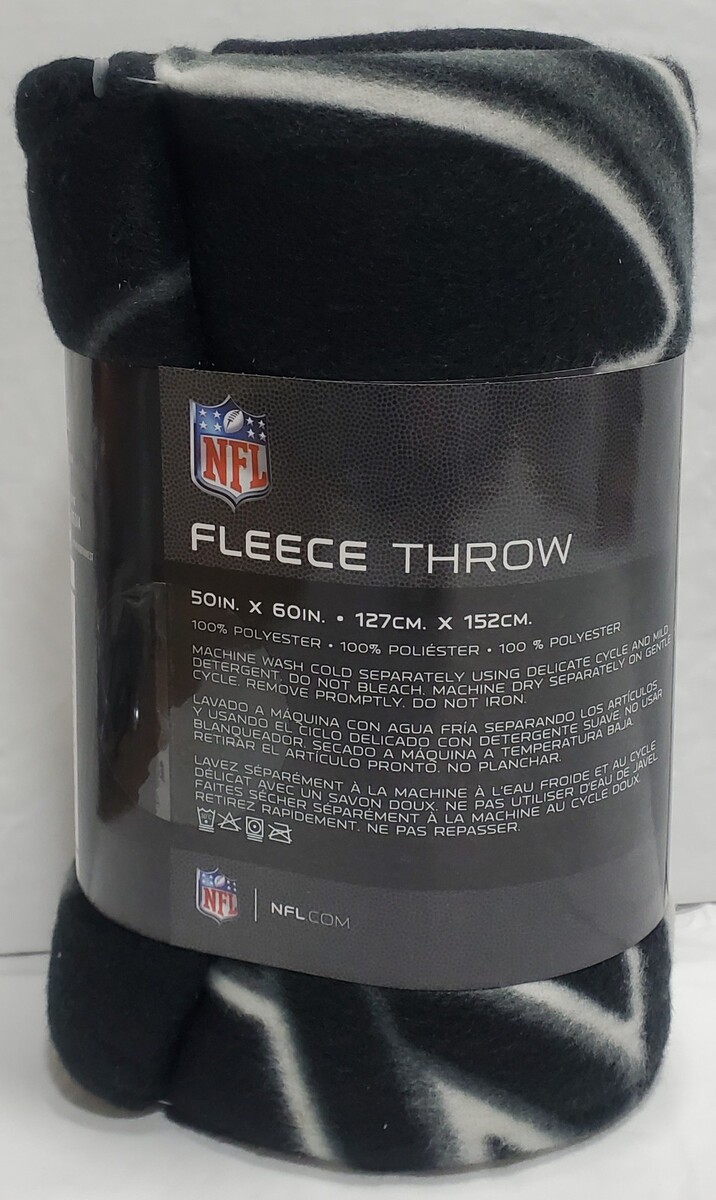 NFL
FLEECE THROW
50IN. X 60IN. • 127CM. X 152CM.
100% POLYESTER • 100% POLIÉSTER • 100 % POLYESTER
MACHINE WASH COLD SEPARATELY USING DELICATE CYCLE AND MILD
DETERGENT. DO NOT BLEACH. MACHINE DRY SEPARATELY ON GENTLE
CYCLE. REMOVE PROMPTLY. DO NOT IRON.
LAVADO A MÁQUINA CON AGUA FRÍA SEPARANDO LOS ARTÍCULOS
Y USANDO EL CICLO DELICADO CON DETERGENTE SUAVE NO USAR
BLANQUEADOR. SECADO A MÁQUINA A TEMPERATURA BAJA.
RETIRAR EL ARTÍCULO PRONTO. NO PLANCHAR.
LAVEZ SÉPARÉMENT À LA MACHINE À L'EAU FROIDE ET AU CYCLE
DÉLICAT AVEC UN SAVON DOUX. NE PAS UTILISER D'EAU DE JAVEL
FAITES SÉCHER SÉPARÉMENT À LA MACHINE AU CYCLE DOUX.
RETIREZ RAPIDEMENT. NE PAS REPASSER.
NFL | NFL.COM